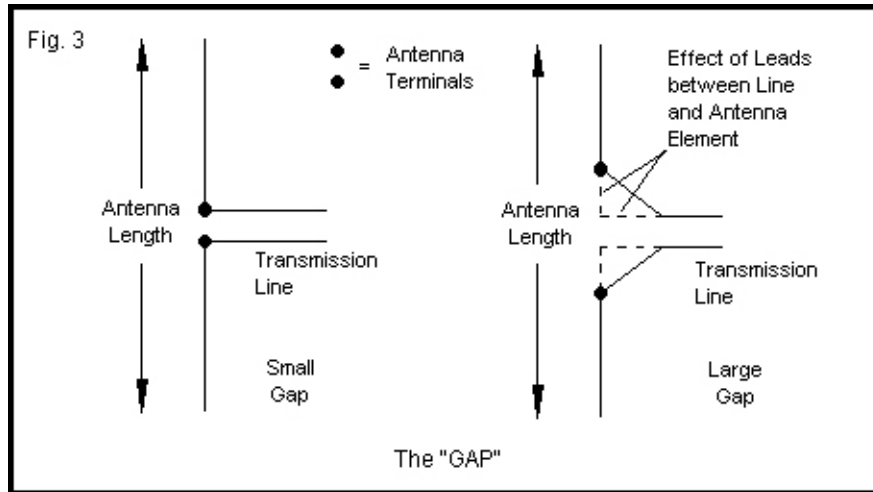 Fig. 3
= Antenna
Terminals
Effect of Leads
between Line
and Antenna
Element
Antenna
Length
Transmission
Line
Small
Gap
Antenna
Length
Transmission
Line
Large
Gap
The "GAP"